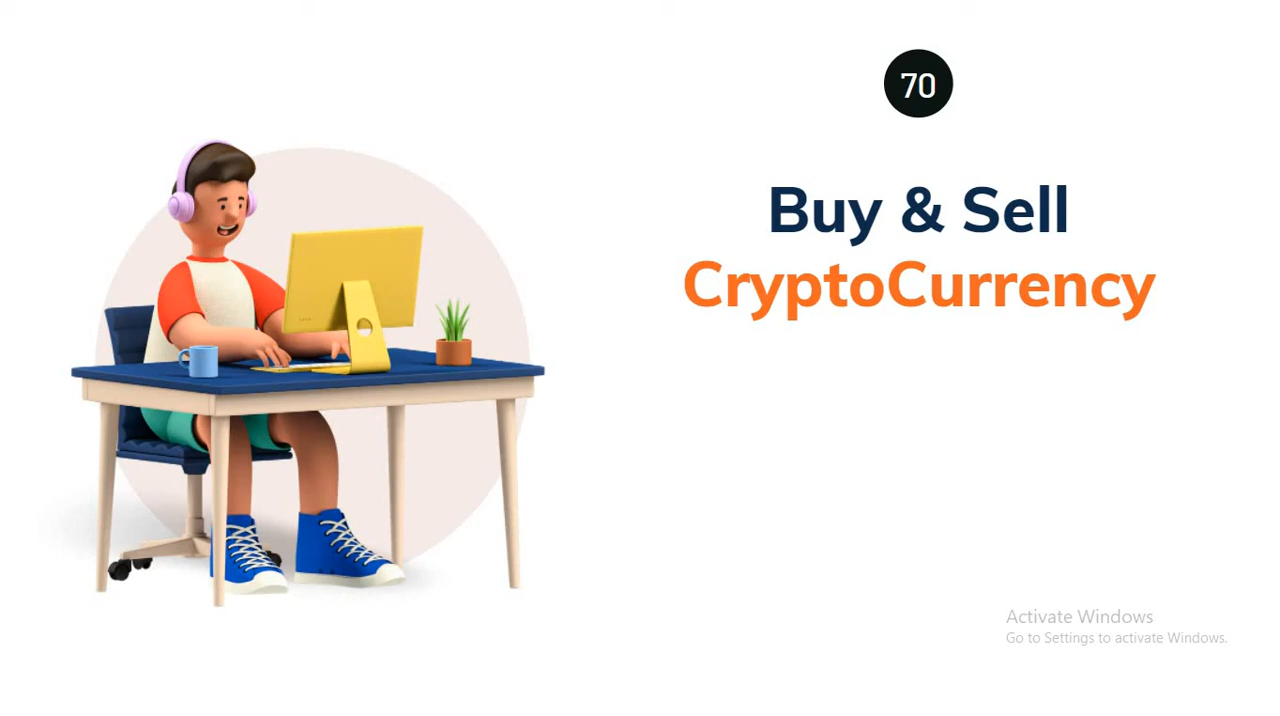 70
Buy & Sell
CryptoCurrency
Activate Windows
Go to Settings to activate Windows.